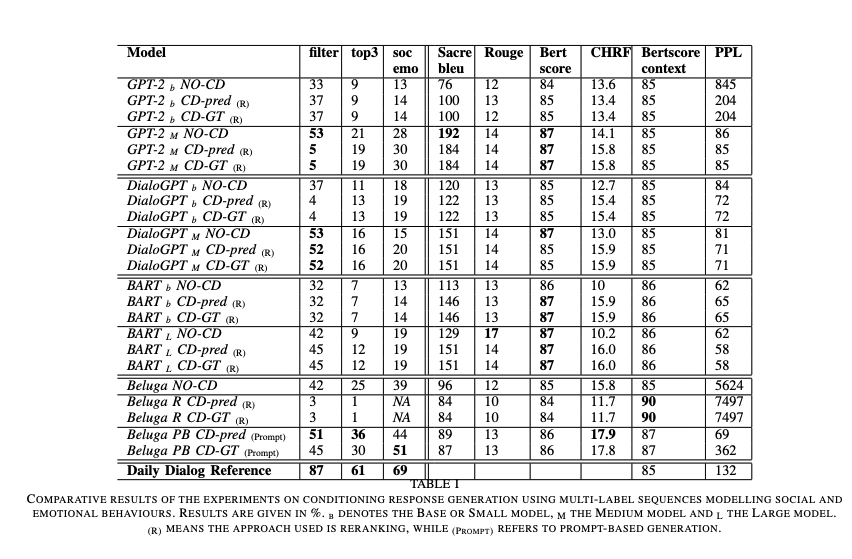 Model filter top3 soc emo Sacre bleu Rouge Bert score CHRF Bertscore context PPL
GPT-2 b NO-CD 33 9 13 76 12 84 13.6 85 845
GPT-2 b CD-pred (R) 37 9 14 100 13 85 13.4 85 204
GPT-2 b CD-GT (R) 37 9 14 100 12 85 13.4 85 204
GPT-2 M NO-CD 53 21 28 192 14 87 14.1 85 86
GPT-2 M CD-pred (R) 5 19 30 184 14 87 15.8 85 85
GPT-2 M CD-GT (R) 5 19 30 184 14 87 15.8 85 85
DialoGPT b NO-CD 37 11 18 120 13 85 12.7 85 84
DialoGPT b CD-pred (R) 4 13 19 122 13 85 15.4 85 72
DialoGPT b CD-GT (R) 4 13 19 122 13 85 15.4 85 72
DialoGPT M NO-CD 53 16 15 151 14 87 13.0 85 81
DialoGPT M CD-pred (R) 52 16 20 151 14 85 15.9 85 71
DialoGPT M CD-GT (R) 52 16 20 151 14 85 15.9 85 71
BART b NO-CD 32 7 13 113 13 86 10 86 62
BART b CD-pred (R) 32 7 14 146 13 87 15.9 86 65
BART b CD-GT (R) 32 7 14 146 13 87 15.9 86 65
BART L NO-CD 42 9 19 129 17 87 10.2 86 62
BART L CD-pred (R) 45 12 19 151 14 87 16.0 86 58
BART L CD-GT (R) 45 12 19 151 14 87 16.0 86 58
Beluga NO-CD 42 25 39 96 12 85 15.8 85 5624
Beluga R CD-pred (R) 3 1 NA 84 10 84 11.7 90 7497
Beluga R CD-GT (R) 3 1 NA 84 10 84 11.7 90 7497
Beluga PB CD-pred (Prompt) 51 36 44 89 13 86 17.9 87 69
Beluga PB CD-GT (Prompt) 45 30 51 87 13 86 17.8 87 362
Daily Dialog Reference 87 61 69 85 132
TABLE I
COMPARATIVE RESULTS OF THE EXPERIMENTS ON CONDITIONING RESPONSE GENERATION USING MULTI-LABEL SEQUENCES MODELLING SOCIAL AND
EMOTIONAL BEHAVIOURS. RESULTS ARE GIVEN IN %. B DENOTES THE BASE OR SMALL MODEL, M THE MEDIUM MODEL AND L THE LARGE MODEL.
(R) MEANS THE APPROACH USED IS RERANKING, WHILE (PROMPT) REFERS TO PROMPT-BASED GENERATION.